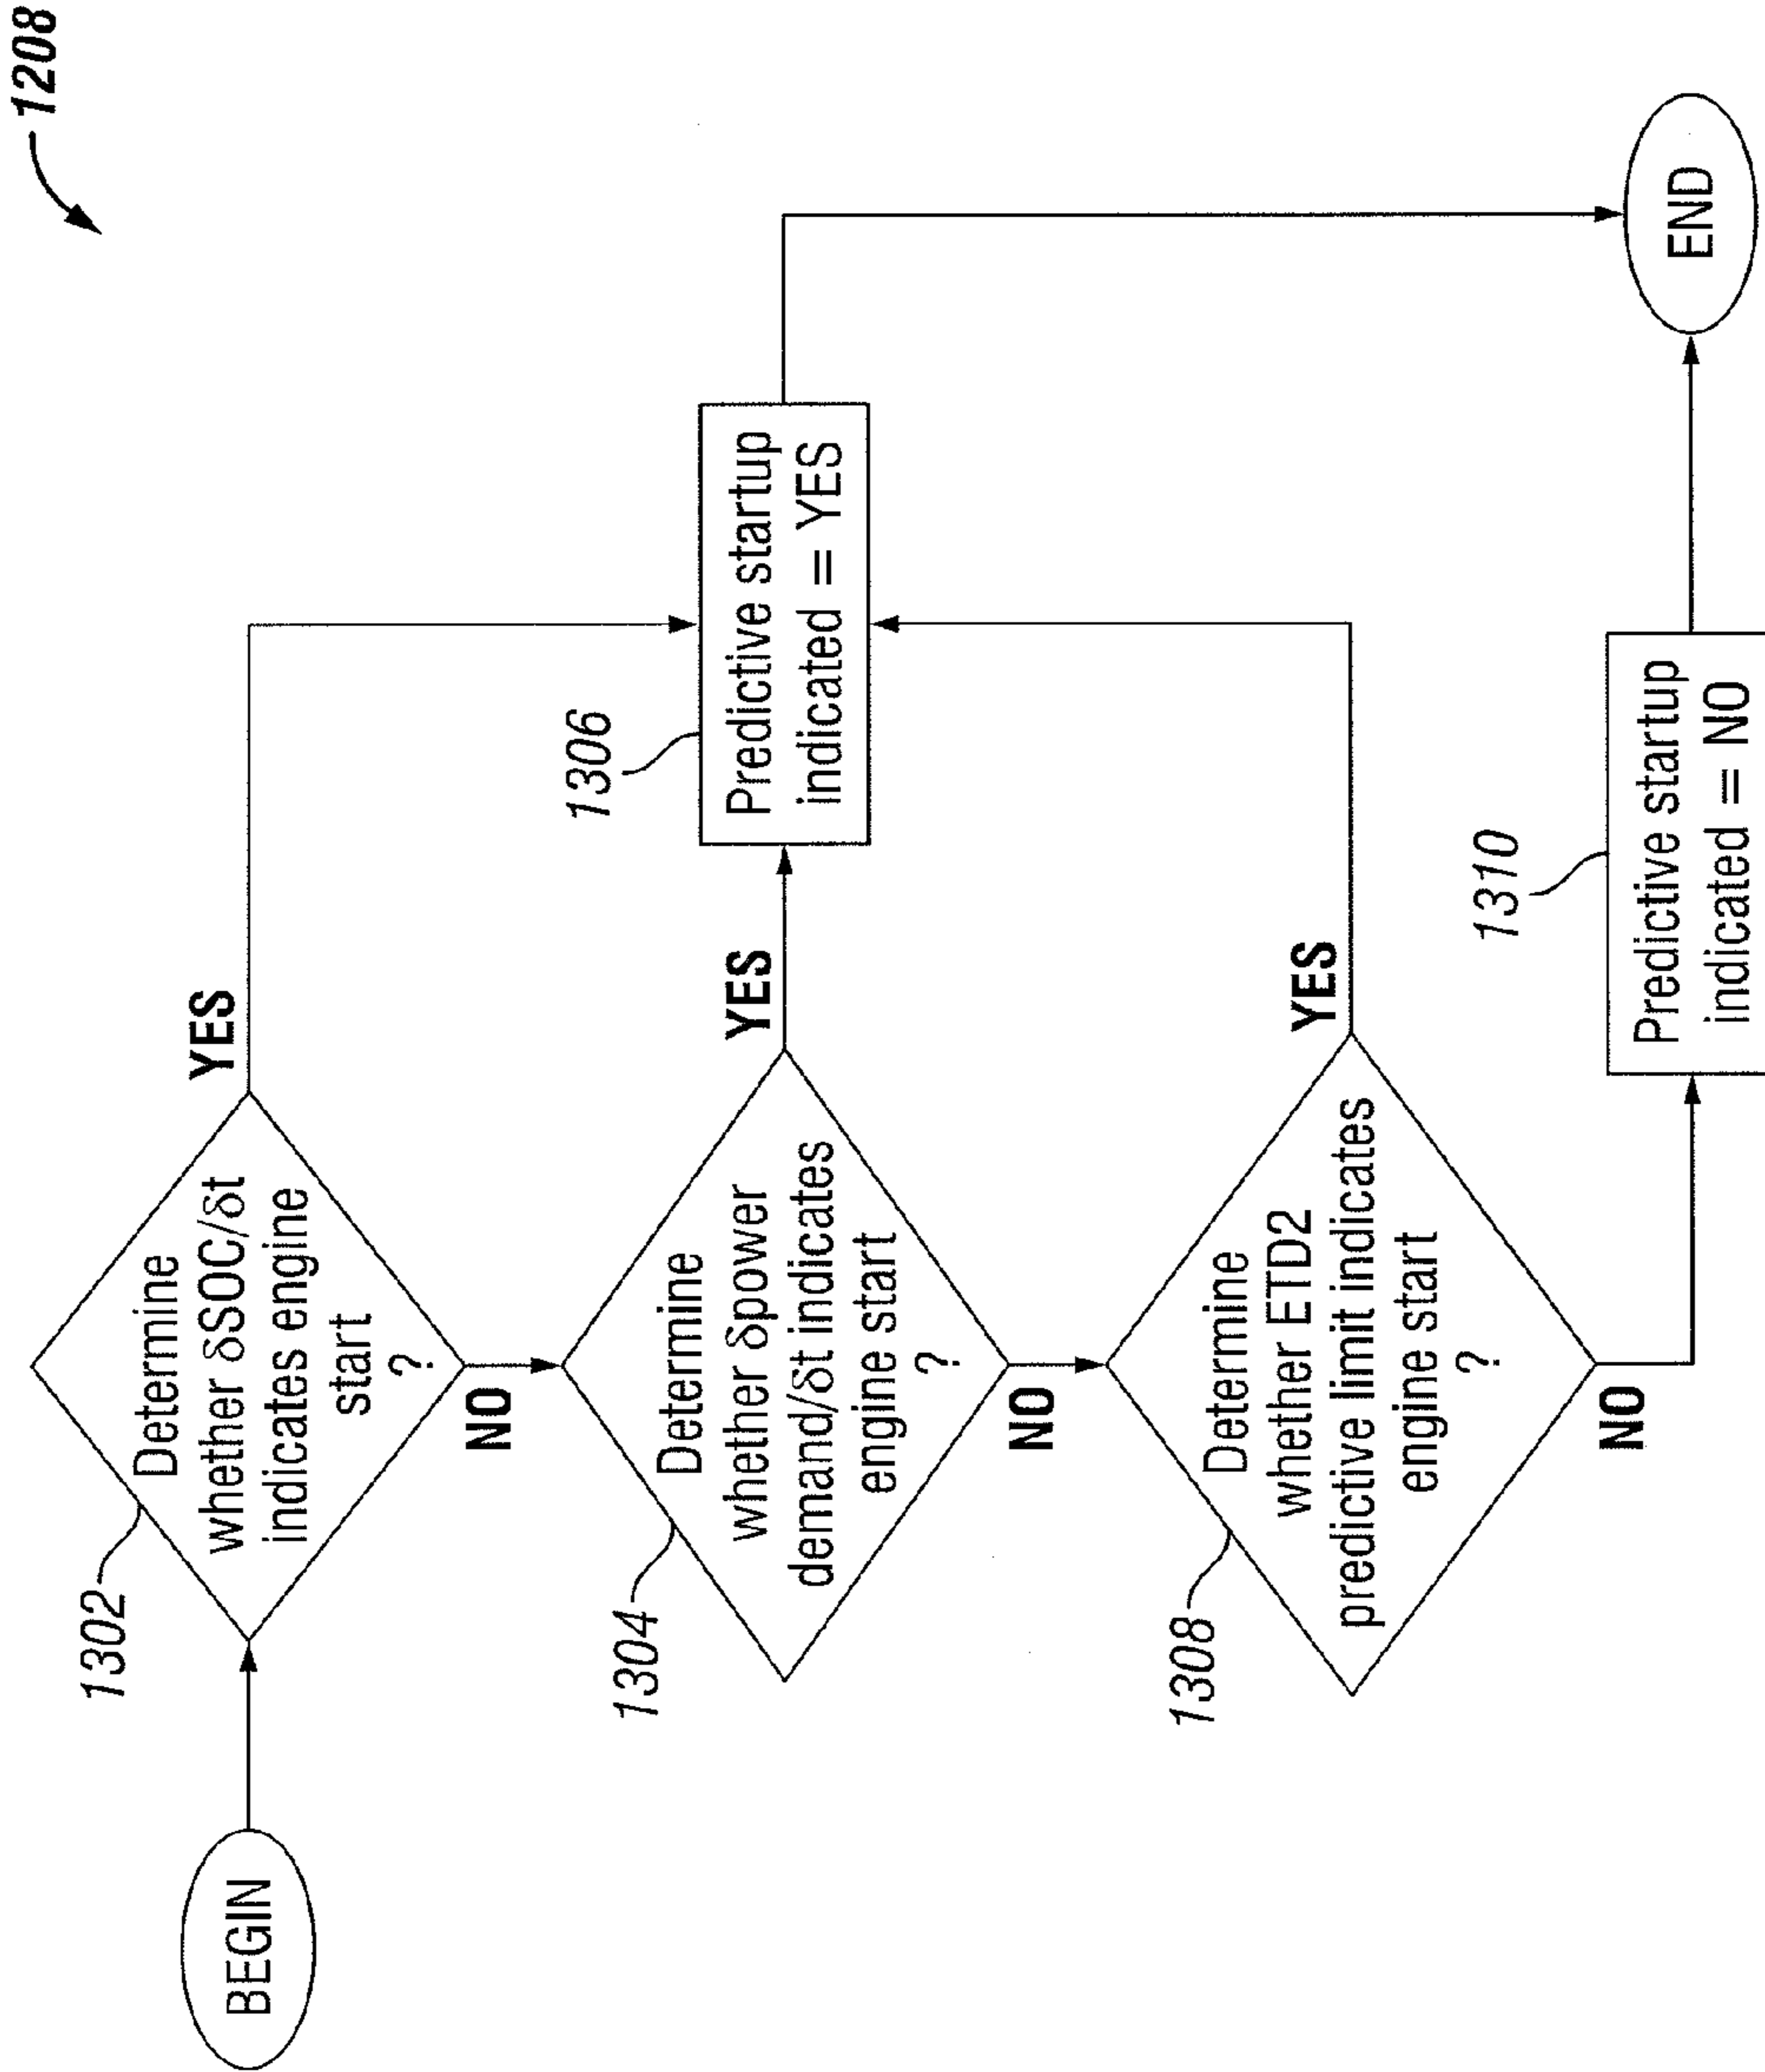 1208
BEGIN
1302
Determine
whether δSOC/δt
indicates engine
start
?
YES
NO
1304
Determine
whether δpower
demand/δt indicates
engine start
?
YES
NO
1306
Predictive startup
indicated = YES
1308
Determine
whether ETD2
predictive limit indicates
engine start
?
YES
NO
1310
Predictive startup
indicated = NO
END